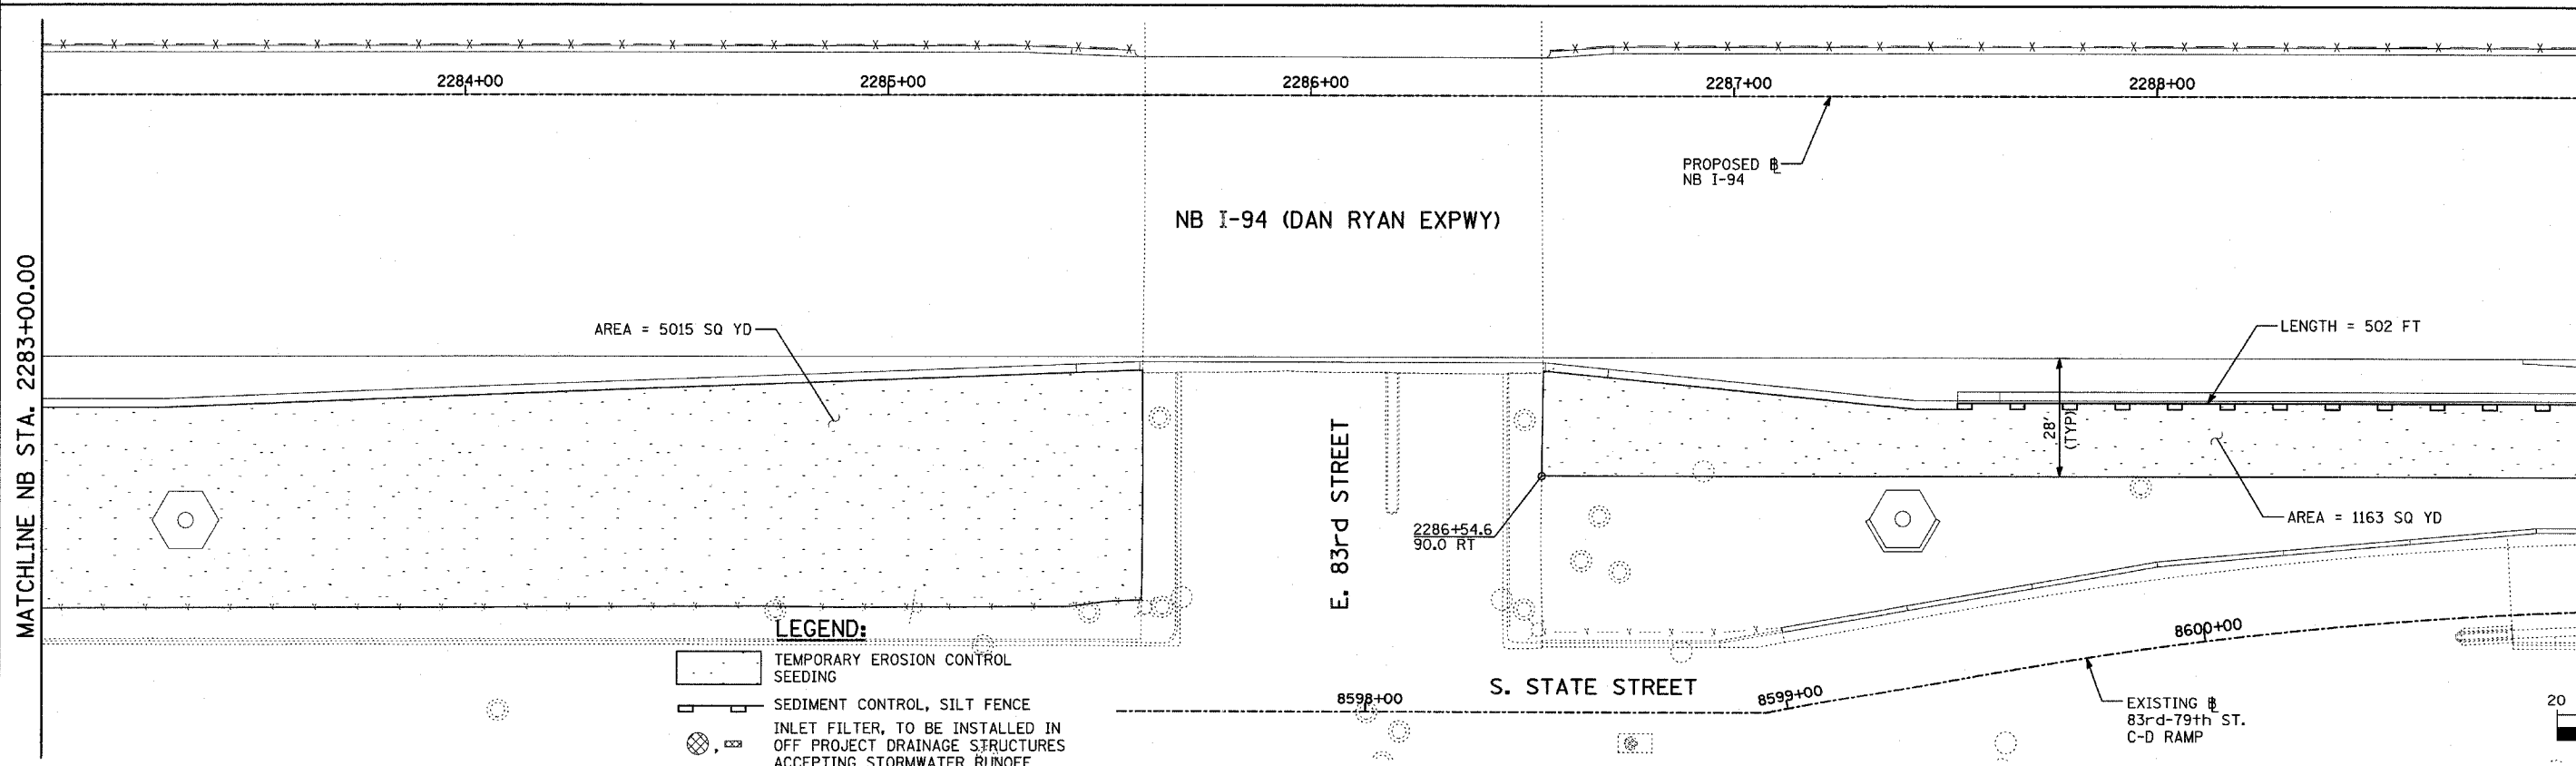 2284+00
2285+00
2286+00
2287+00
2288+00
PROPOSED
NB I-94
NB I-94 (DAN RYAN EXPWY)
MATCHLINE NB STA. 2283+00.00
AREA = 5015 SQ YD
LENGTH = 502 FT
28'
(TYP)
E. 83rd STREET
2286+54.6
90.0 RT
AREA = 1163 SQ YD
LEGEND:
TEMPORARY EROSION CONTROL
SEEDING
SEDIMENT CONTROL, SILT FENCE
INLET FILTER, TO BE INSTALLED IN
OFF PROJECT DRAINAGE STRUCTURES
ACCEPTING STORMWATER RUNOFF
8598+00
8599+00
8600+00
S. STATE STREET
EXISTING
83rd-79th ST.
C-D RAMP
20